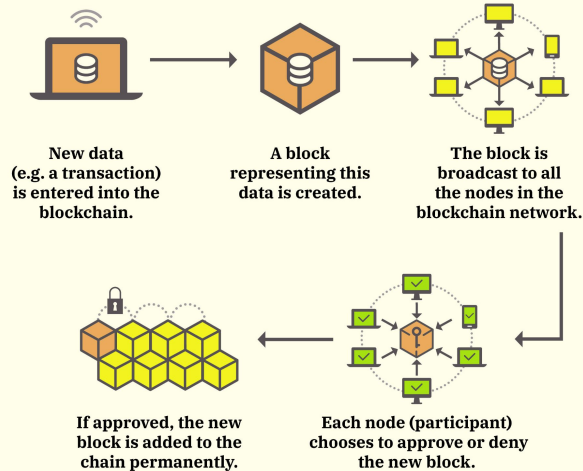 New data
(e.g. a transaction)
is entered into the
blockchain.
A block
representing this
data is created.
The block is
broadcast to all
the nodes in the
blockchain network.
If approved, the new
block is added to the
chain permanently.
Each node (participant)
chooses to approve or deny
the new block.